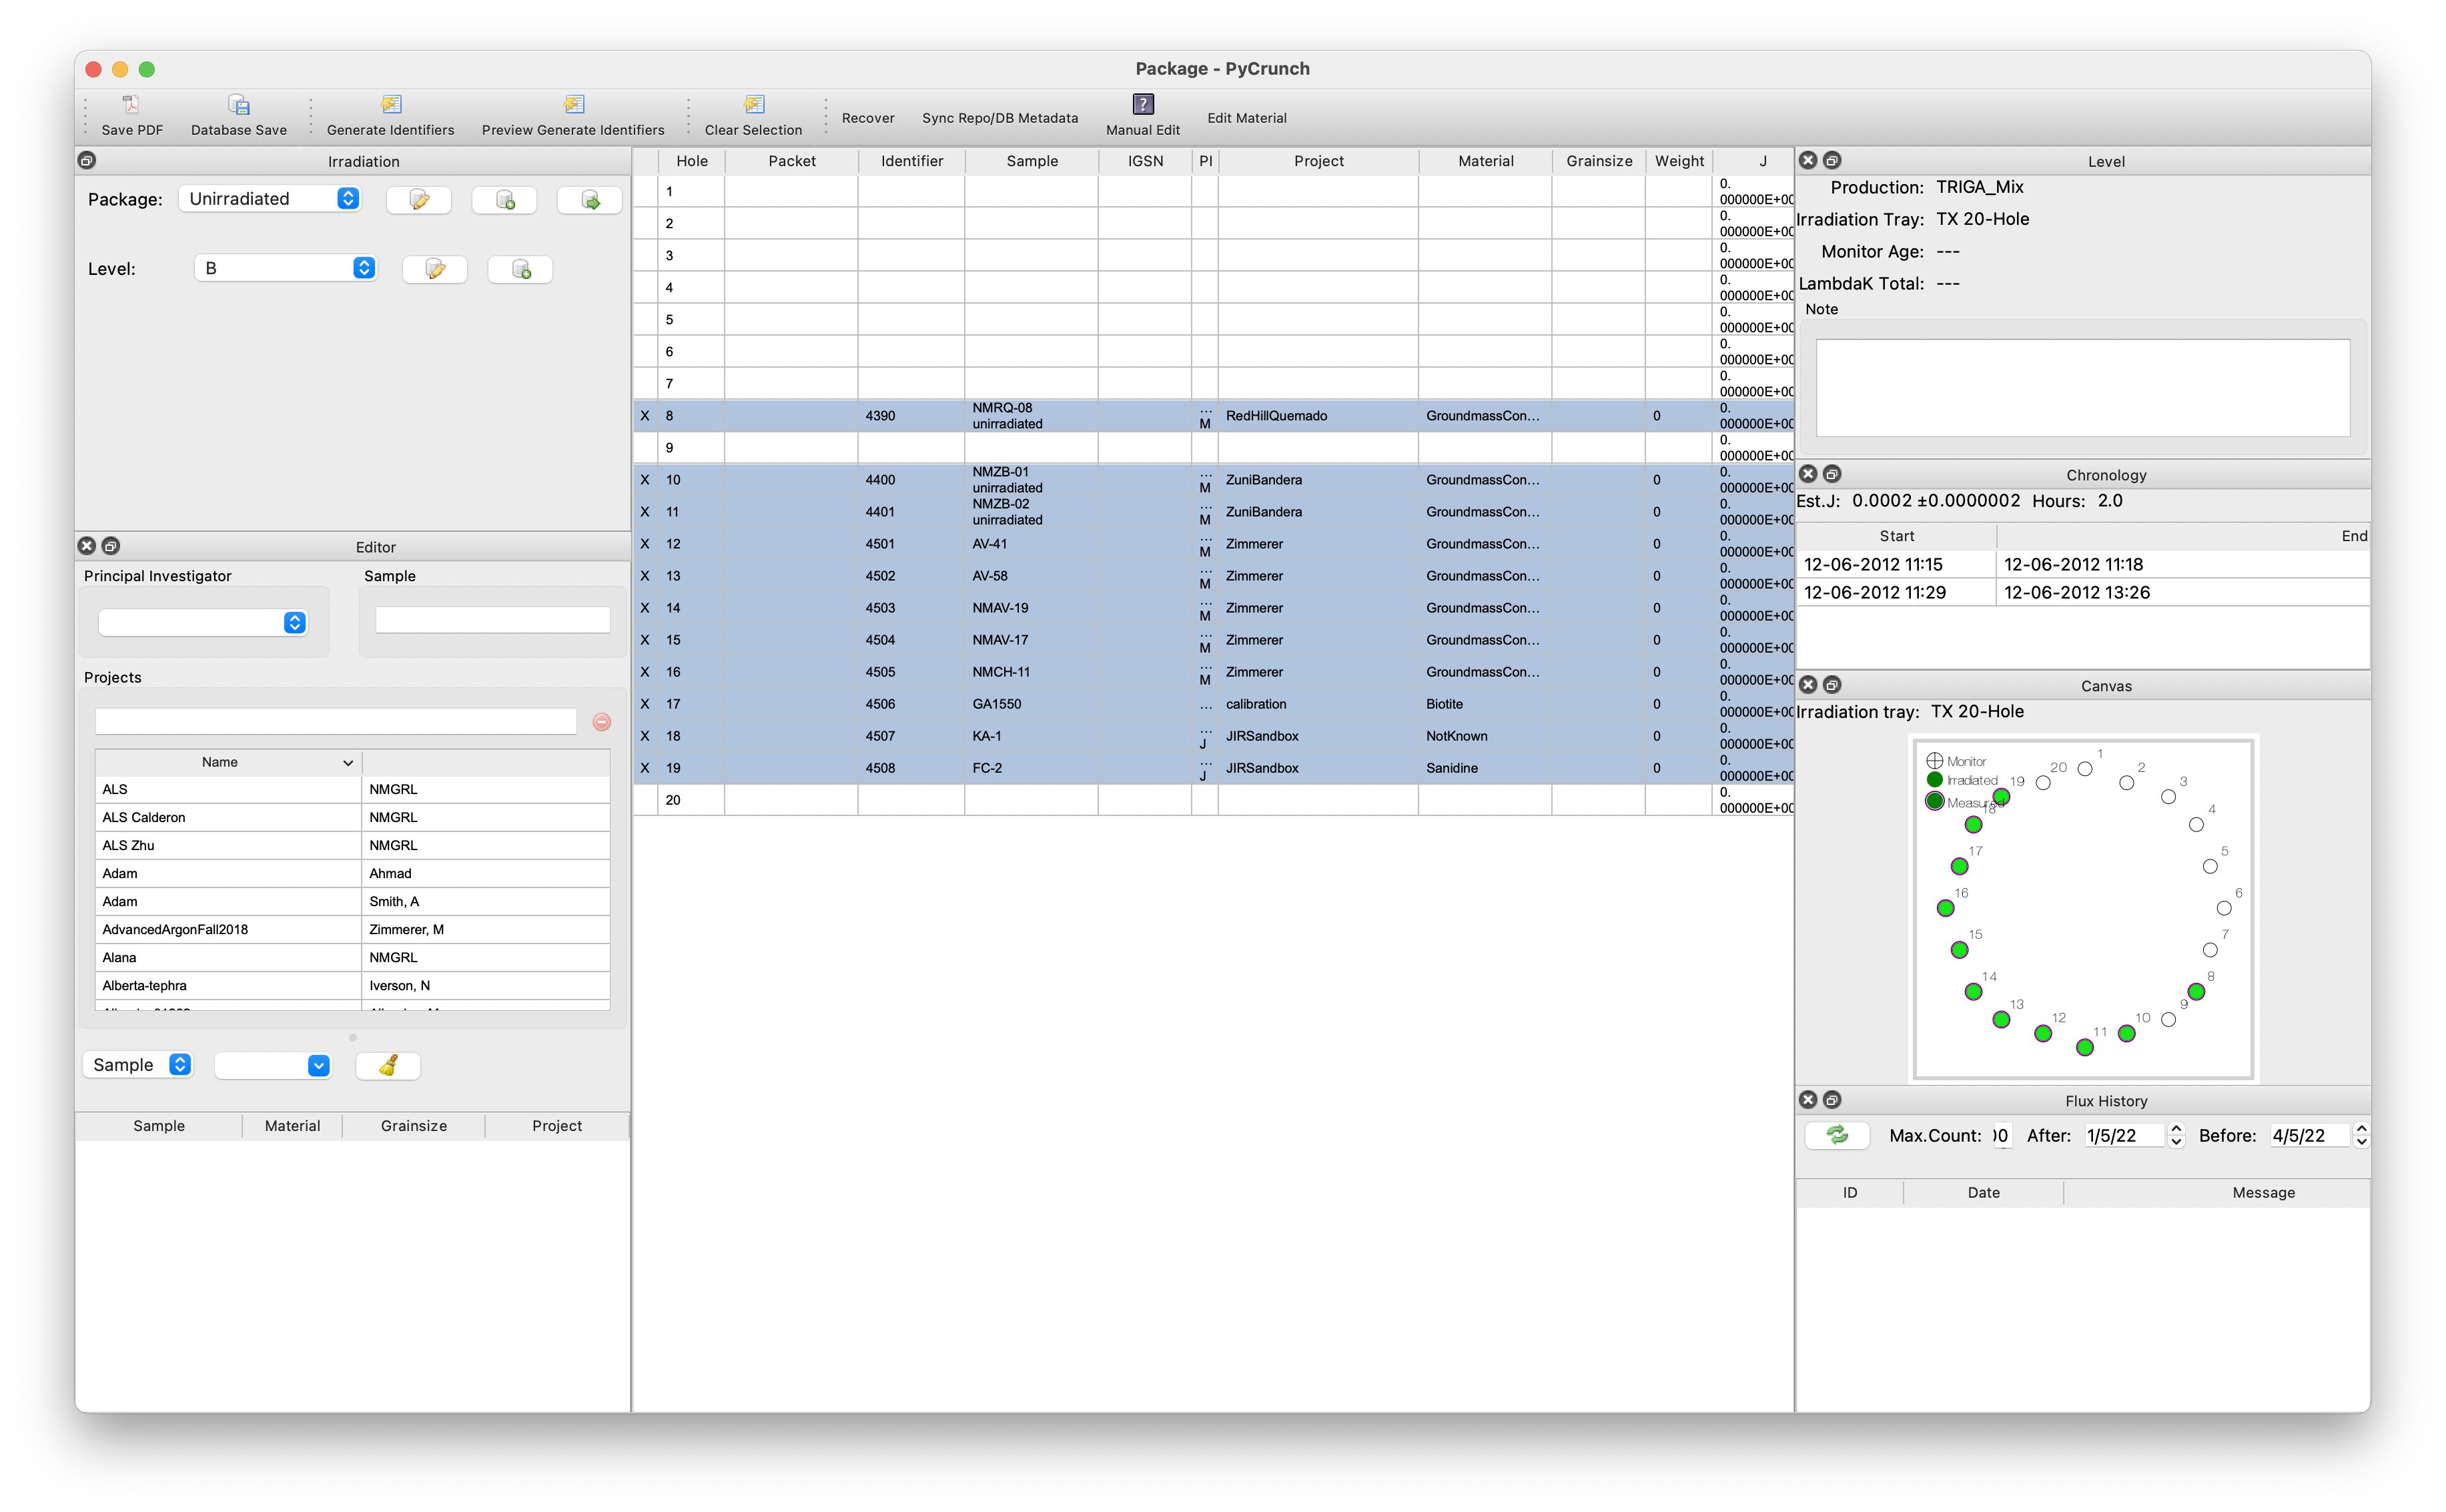 Package - PyCrunch
Save PDF
Database Save
Generate Identifiers
Preview Generate Identifiers
Clear Selection
Recover
Sync Repo/DB Metadata
Manual Edit
Edit Material
Irradiation
Package: Unirradiated
Level: B
Editor
Principal Investigator
Sample
Projects
Name
ALS NMGRL
ALS Calderon NMGRL
ALS Zhu NMGRL
Adam Ahmad
Adam Smith, A
AdvancedArgonFall2018 Zimmerer, M
Alana NMGRL
Alberta-tephra Iverson, N
Sample
Sample Material Grainsize Project
Hole Packet Identifier Sample IGSN PI Project Material Grainsize Weight J
1 0. 000000E+00
2 0. 000000E+00
3 0. 000000E+00
4 0. 000000E+00
5 0. 000000E+00
6 0. 000000E+00
7 0. 000000E+00
X 8 4390 NMRQ-08 unirradiated ... M RedHillQuemado GroundmassCon... 0 0. 000000E+00
9 0. 000000E+00
X 10 4400 NMZB-01 unirradiated ... M ZuniBandera GroundmassCon... 0 0. 000000E+00
X 11 4401 NMZB-02 unirradiated ... M ZuniBandera GroundmassCon... 0 0. 000000E+00
X 12 4501 AV-41 ... M Zimmerer GroundmassCon... 0 0. 000000E+00
X 13 4502 AV-58 ... M Zimmerer GroundmassCon... 0 0. 000000E+00
X 14 4503 NMAV-19 ... M Zimmerer GroundmassCon... 0 0. 000000E+00
X 15 4504 NMAV-17 ... M Zimmerer GroundmassCon... 0 0. 000000E+00
X 16 4505 NMCH-11 ... M Zimmerer GroundmassCon... 0 0. 000000E+00
X 17 4506 GA1550 ... calibration Biotite 0 0. 000000E+00
X 18 4507 KA-1 ... J JIRSandbox NotKnown 0 0. 000000E+00
X 19 4508 FC-2 ... J JIRSandbox Sanidine 0 0. 000000E+00
20 0. 000000E+00
Level
Production: TRIGA_Mix
Irradiation Tray: TX 20-Hole
Monitor Age: ---
LambdaK Total: ---
Note
Chronology
Est.J: 0.0002 ±0.0000002 Hours: 2.0
Start End
12-06-2012 11:15 12-06-2012 11:18
12-06-2012 11:29 12-06-2012 13:26
Canvas
Irradiation tray: TX 20-Hole
Monitor
Irradiated
Measured
1
2
3
4
5
6
7
8
9
10
11
12
13
14
15
16
17
18
19
20
Flux History
Max.Count: 00 After: 1/5/22 Before: 4/5/22
ID Date Message